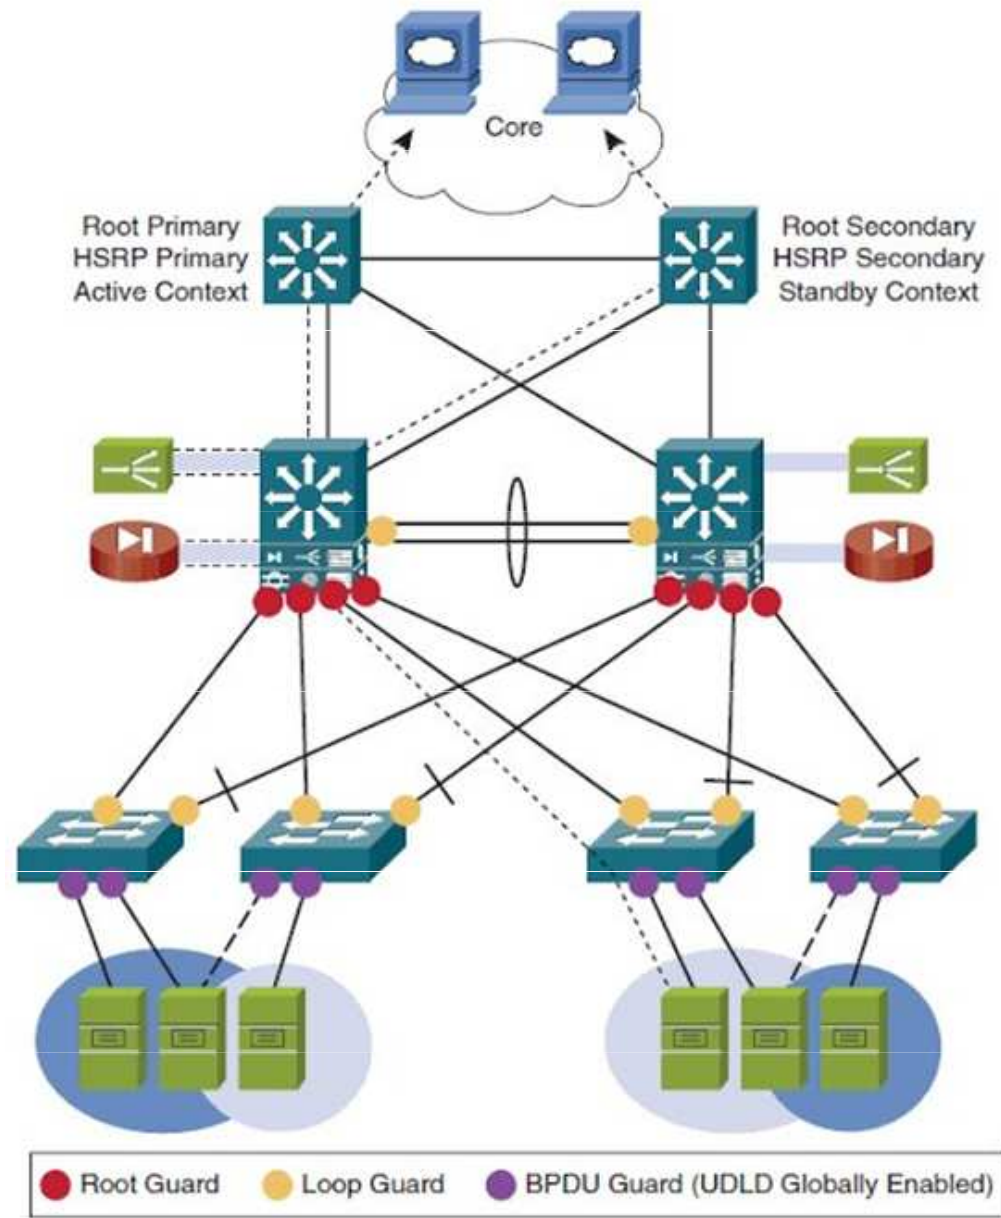 Core
Root Primary
HSRP Primary
Active Context
Root Secondary
HSRP Secondary
Standby Context
Root Guard
Loop Guard
BPDU Guard (UDLD Globally Enabled)